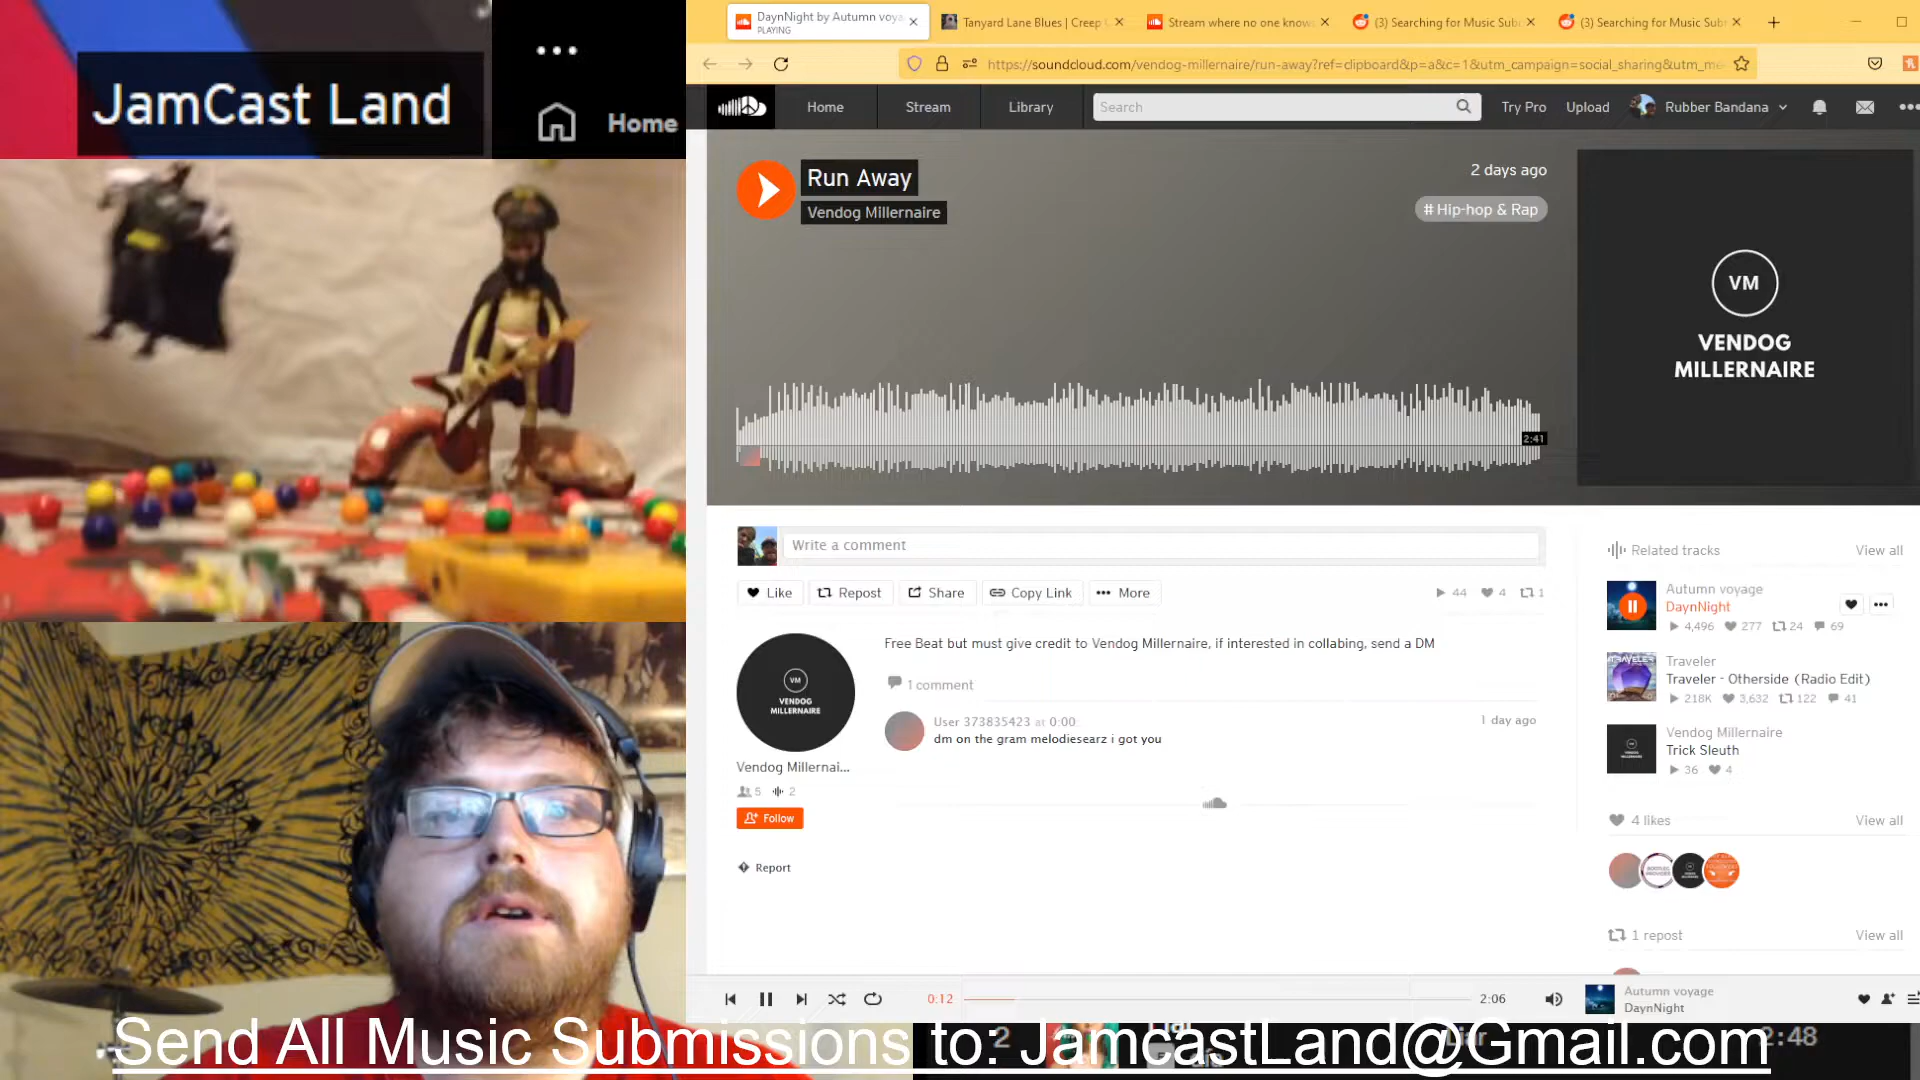 JamCast Land
Home
DaynNight by Autumn voya
PLAYING
Tanyard Lane Blues | Creep
Stream where no one know
(3) Searching for Music Sub
(3) Searching for Music Sub
https://soundcloud.com/vendog-millernaire/run-away?ref=clipboard&p=a&c=1&utm_campaign=social_sharing&utm_me
Home
Stream
Library
Search
Try Pro
Upload
Rubber Bandana
Run Away
Vendog Millernaire
2 days ago
# Hip-hop & Rap
VM
VENDOG
MILLERNAIRE
2:41
Write a comment
Like
Repost
Share
Copy Link
More
44
4
1
VM
VENDOG
MILLERNAIRE
Vendog Millernai...
5
2
Follow
Report
Free Beat but must give credit to Vendog Millernaire, if interested in collabing, send a DM
1 comment
User 373835423 at 0:00:
1 day ago
dm on the gram melodiesearz i got you
Related tracks
View all
Autumn voyage
DaynNight
4,496
277
24
69
Traveler
Traveler - Otherside (Radio Edit)
218K
3,632
122
41
Vendog Millernaire
Trick Sleuth
36
4
4 likes
View all
1 repost
View all
0:12
2:06
Autumn voyage
DaynNight
Send All Music Submissions to: JamcastLand@Gmail.com
2
Liar
2:48